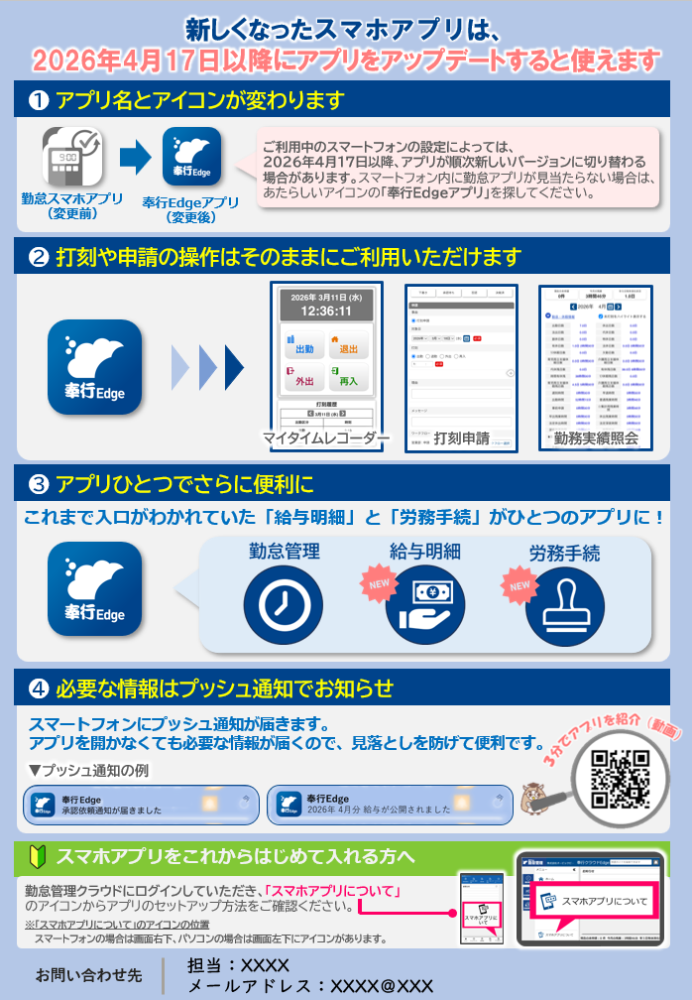 新しくなったスマホアプリは、
2026年4月17日以降にアプリをアップデートすると使えます
❶ アプリ名とアイコンが変わります
9:00
奉行Edge
勤怠スマホアプリ
(変更前)
奉行Edgeアプリ
(変更後)
ご利用中のスマートフォンの設定によっては、
2026年4月17日以降、アプリが順次新しいバージョンに切り替わる
場合があります。スマートフォン内に勤怠アプリが見当たらない場合は、
あたらしいアイコンの「奉行Edgeアプリ」を探してください。
❷ 打刻や申請の操作はそのままにご利用いただけます
奉行Edge
2026年 3月11日 (水)
12:36:11
出勤
退出
外出
再入
打刻履歴
3月11日 (水)
マイタイムレコーダー
打刻申請
2026年 4月
勤務実績照会
❸ アプリひとつでさらに便利に
これまで入口がわかれていた「給与明細」と「労務手続」がひとつのアプリに！
奉行Edge
勤怠管理
給与明細
労務手続
NEW
NEW
❹ 必要な情報はプッシュ通知でお知らせ
スマートフォンにプッシュ通知が届きます。
アプリを開かなくても必要な情報が届くので、見落としを防げて便利です。
3分でアプリを紹介（動画）
▼プッシュ通知の例
奉行Edge
奉行Edge
承認依頼通知が届きました
奉行Edge
奉行Edge
2026年 4月分 給与が公開されました
スマホアプリをこれからはじめて入れる方へ
勤怠管理クラウドにログインしていただき、「スマホアプリについて」
のアイコンからアプリのセットアップ方法をご確認ください。
※「スマホアプリについて」のアイコンの位置
スマートフォンの場合は画面右下、パソコンの場合は画面左下にアイコンがあります。
スマホアプリについて
スマホアプリについて
お問い合わせ先
担当：XXXX
メールアドレス：XXXX@XXX